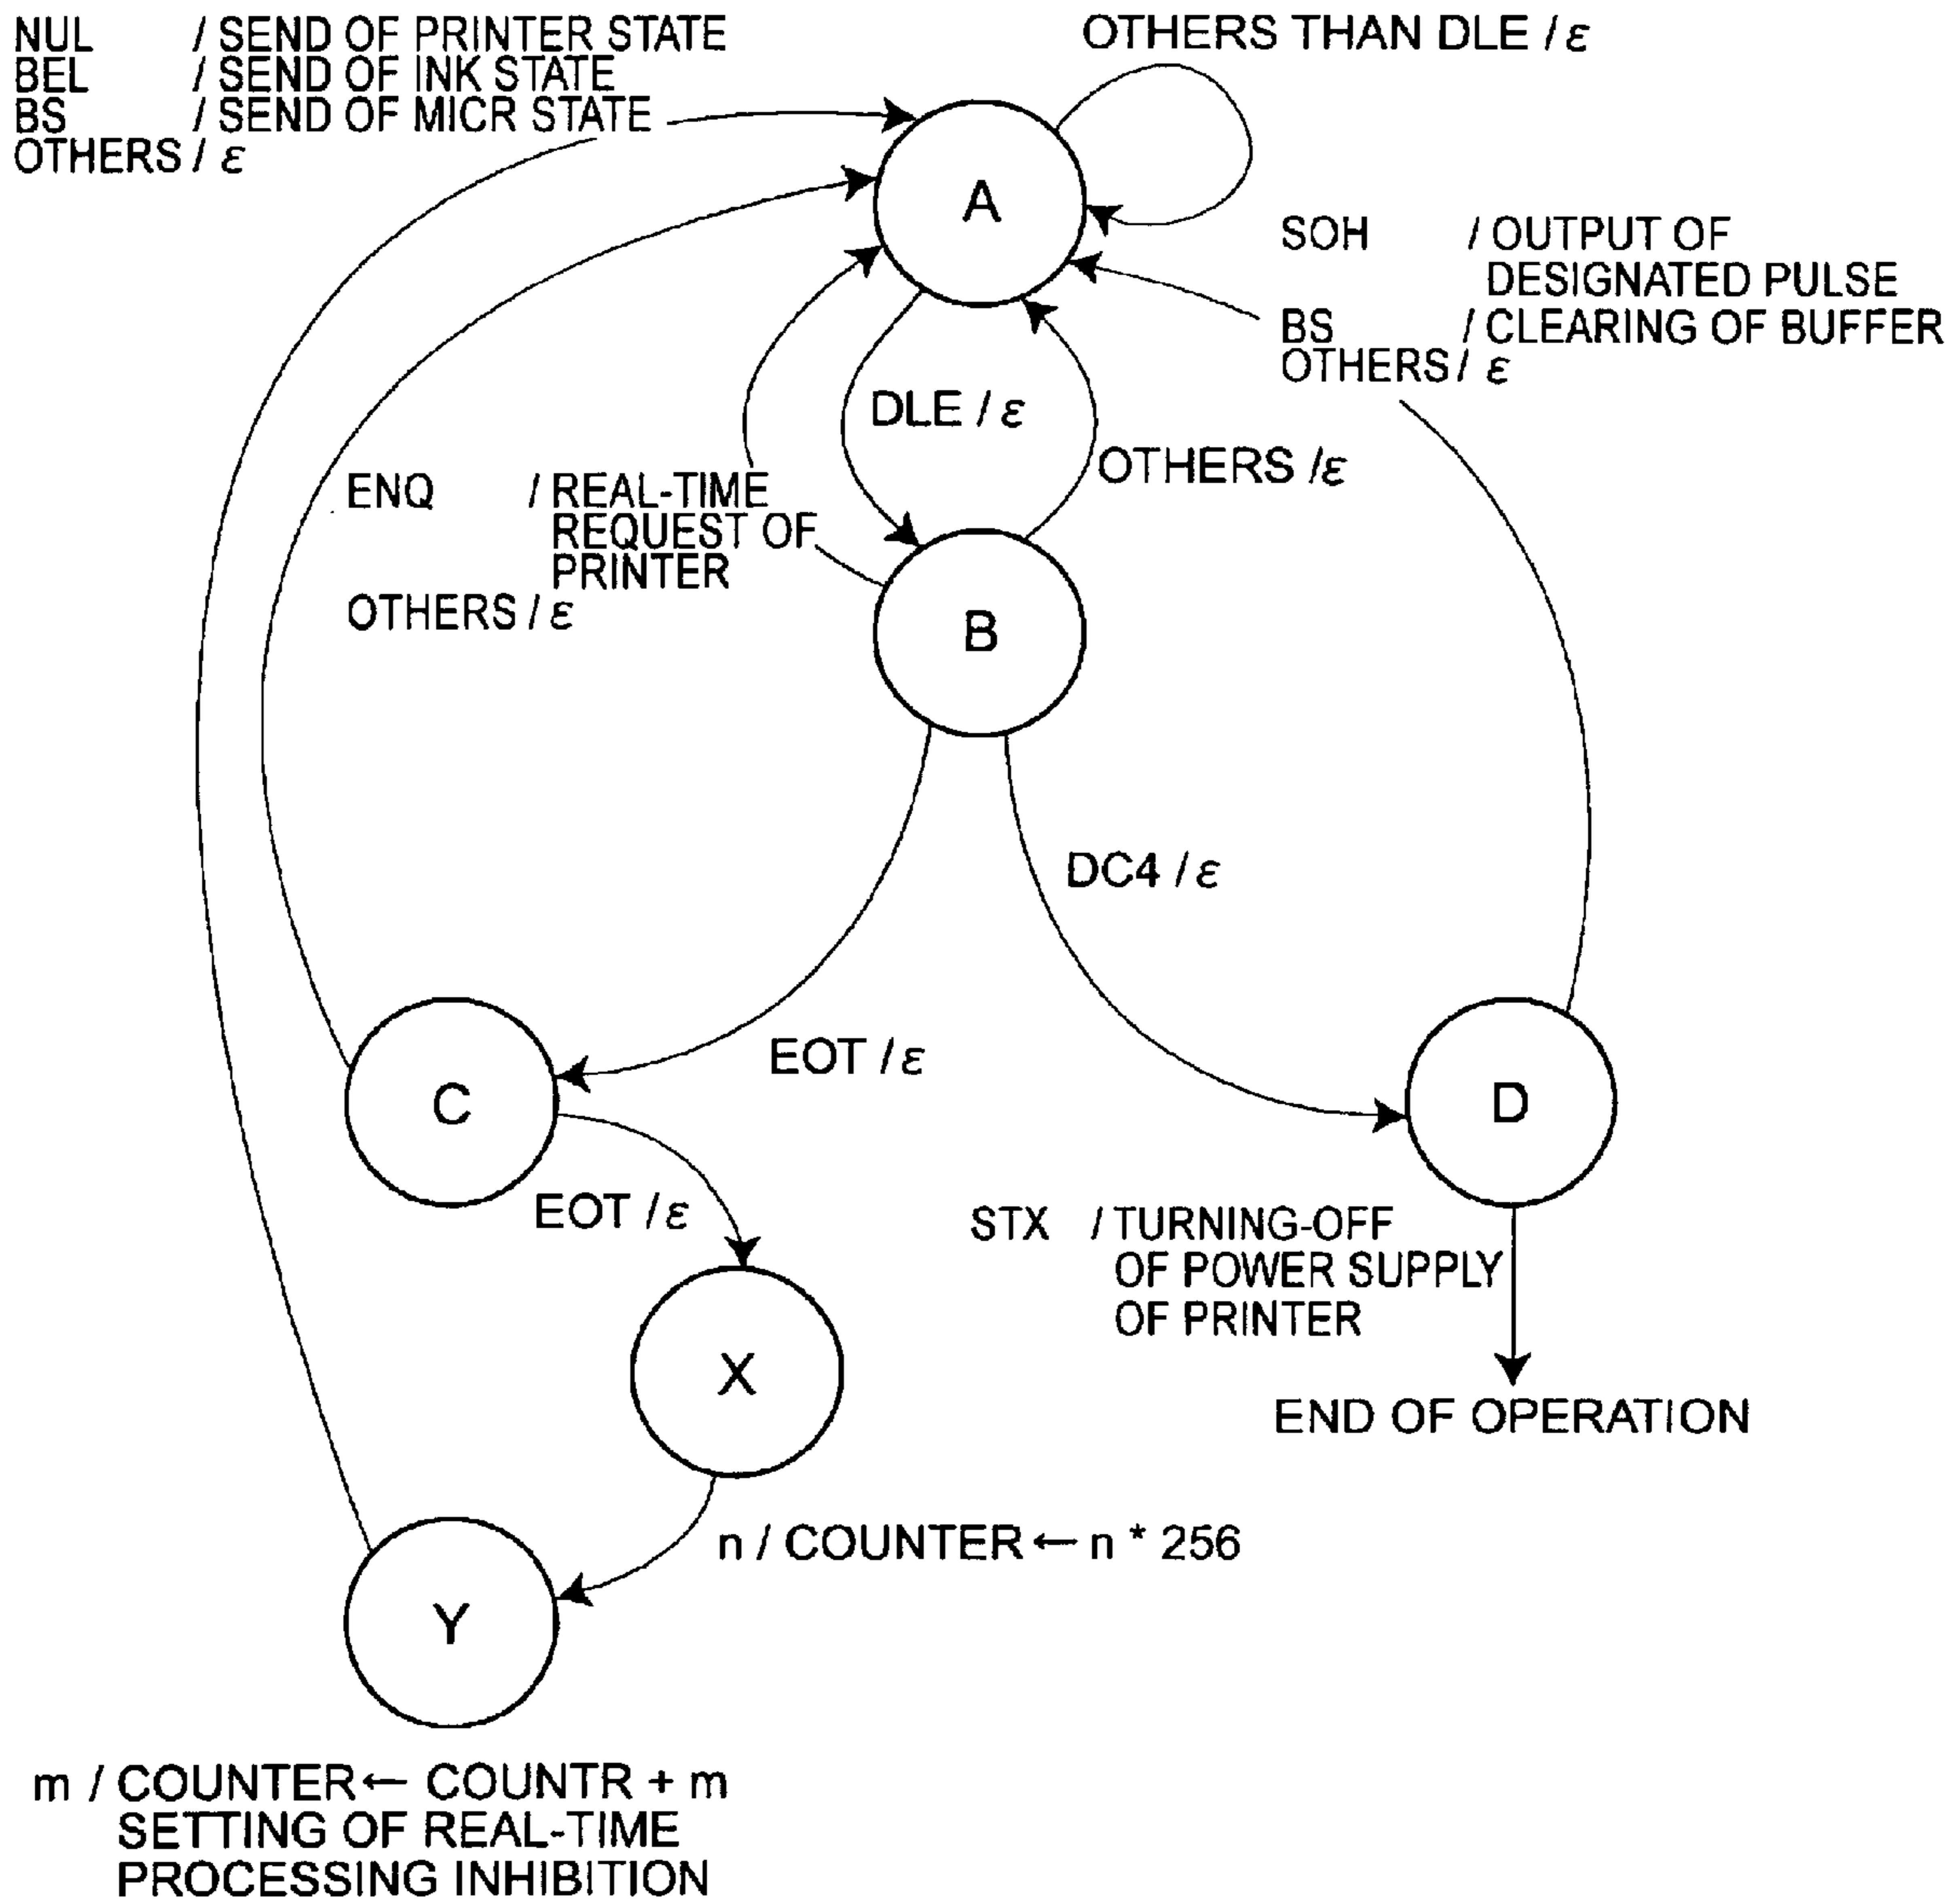 NUL / SEND OF PRINTER STATE
BEL / SEND OF INK STATE
BS / SEND OF MICR STATE
OTHERS / ε
OTHERS THAN DLE / ε
A
SOH / OUTPUT OF
DESIGNATED PULSE
BS / CLEARING OF BUFFER
OTHERS / ε
DLE / ε
OTHERS /ε
ENQ / REAL-TIME
REQUEST OF
PRINTER
OTHERS / ε
B
DC4 / ε
EOT / ε
C
D
EOT / ε
STX / TURNING-OFF
OF POWER SUPPLY
OF PRINTER
X
END OF OPERATION
n / COUNTER ← n * 256
Y
m / COUNTER ← COUNTR + m
SETTING OF REAL-TIME
PROCESSING INHIBITION